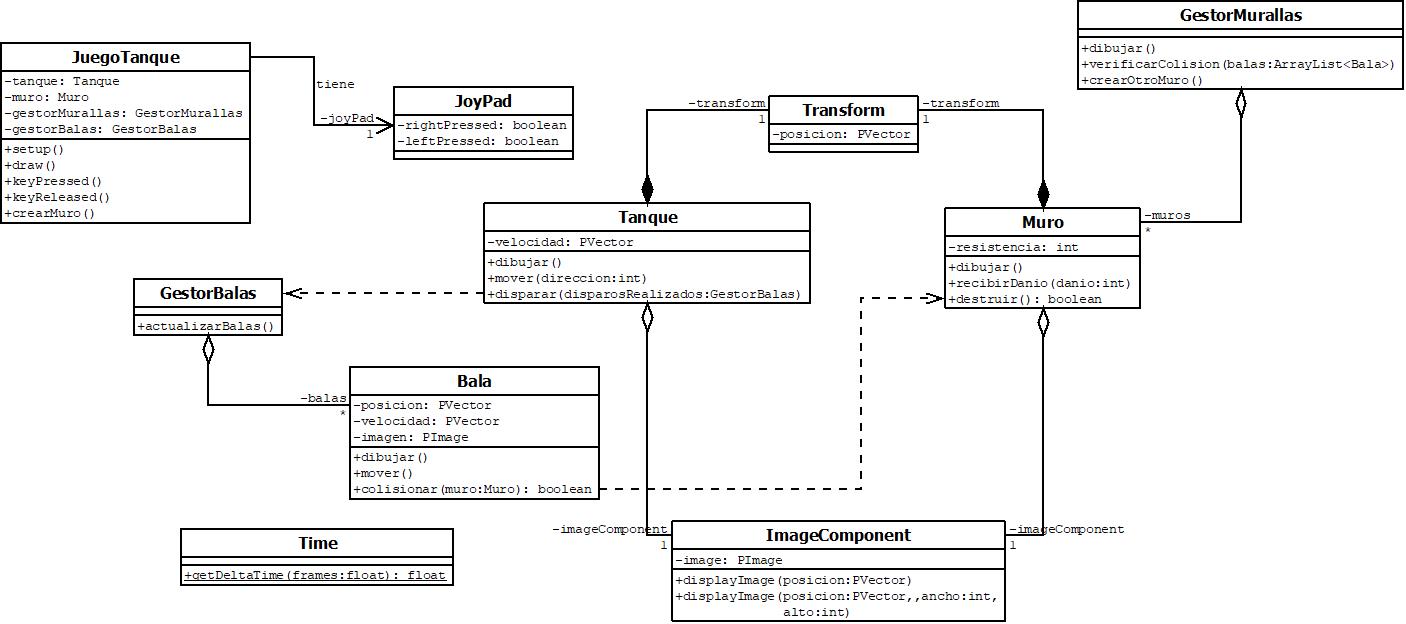 GestorMurallas
+dibujar()
+verificarColision(balas:ArrayList<Bala>)
+crearOtroMuro()
JuegoTanque
-tanque: Tanque
-muro: Muro
-gestorMurallas: GestorMurallas
-gestorBalas: GestorBalas
+setup()
+draw()
+keyPressed()
+keyReleased()
+crearMuro()
tiene
-joyPad
1
JoyPad
-rightPressed: boolean
-leftPressed: boolean
-transform
1
Transform
-posicion: PVector
-transform
1
Tanque
-velocidad: PVector
+dibujar()
+mover(direccion:int)
+disparar(disparosRealizados:GestorBalas)
Muro
-resistencia: int
+dibujar()
+recibirDanio(danio:int)
+destruir(): boolean
-muros
*
GestorBalas
+actualizarBalas()
-balas
*
Bala
-posicion: PVector
-velocidad: PVector
-imagen: PImage
+dibujar()
+mover()
+colisionar(muro:Muro): boolean
Time
+getDeltaTime(frames:float): float
-imageComponent
1
ImageComponent
-image: PImage
+displayImage(posicion:PVector)
+displayImage(posicion:PVector,,ancho:int,
alto:int)
-imageComponent
1